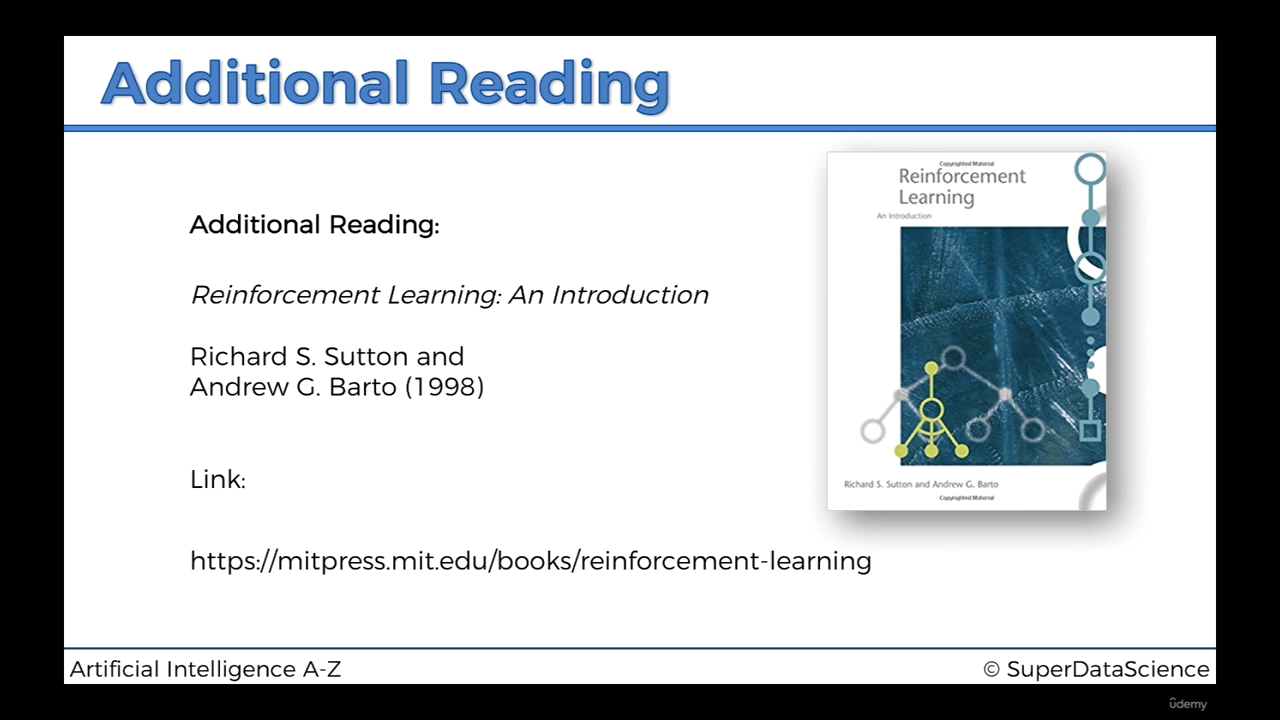 Additional Reading
Additional Reading:
Reinforcement Learning: An Introduction
Richard S. Sutton and
Andrew G. Barto (1998)
Link:
https://mitpress.mit.edu/books/reinforcement-learning
Copyrighted Material
Reinforcement
Learning
An Introduction
Richard S. Sutton and Andrew G. Barto
Copyrighted Material
Artificial Intelligence A-Z
© SuperDataScience
ûdemy